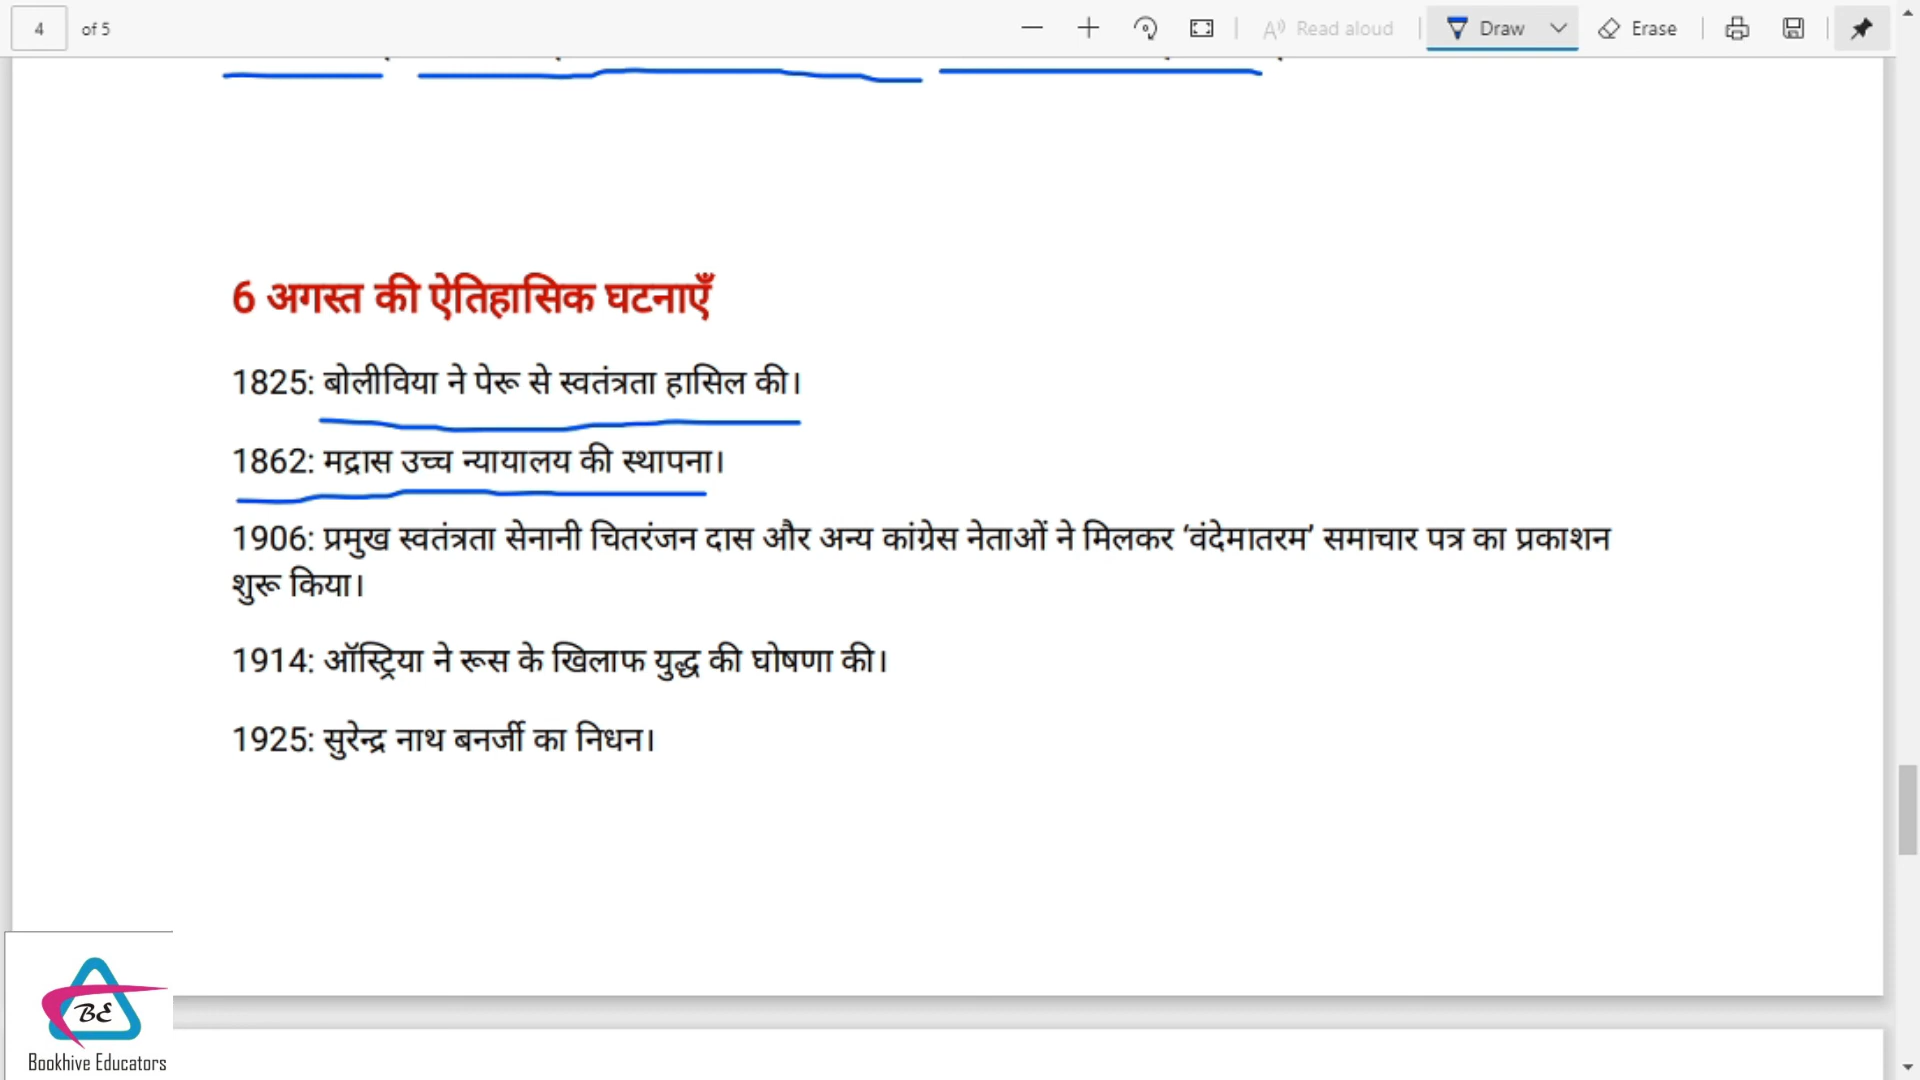 4 of 5 Read aloud Draw Erase
6 अगस्त की ऐतिहासिक घटनाएँ
1825: बोलीविया ने पेरू से स्वतंत्रता हासिल की।
1862: मद्रास उच्च न्यायालय की स्थापना।
1906: प्रमुख स्वतंत्रता सेनानी चितरंजन दास और अन्य कांग्रेस नेताओं ने मिलकर ‘वंदेमातरम’ समाचार पत्र का प्रकाशन
शुरू किया।
1914: ऑस्ट्रिया ने रूस के खिलाफ युद्ध की घोषणा की।
1925: सुरेन्द्र नाथ बनर्जी का निधन।
BE
Bookhive Educators